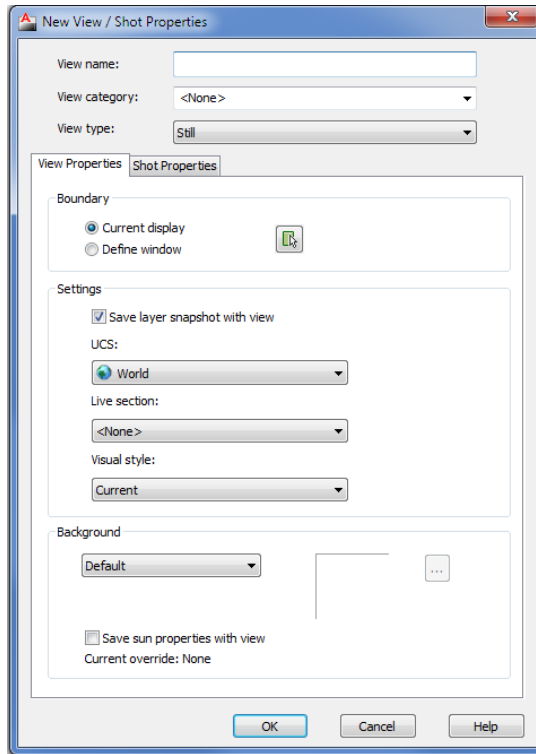 New View / Shot Properties
View name:
View category: <None>
View type: Still
View Properties Shot Properties
Boundary
Current display
Define window
Settings
Save layer snapshot with view
UCS:
World
Live section:
<None>
Visual style:
Current
Background
Default
...
Save sun properties with view
Current override: None
OK Cancel Help